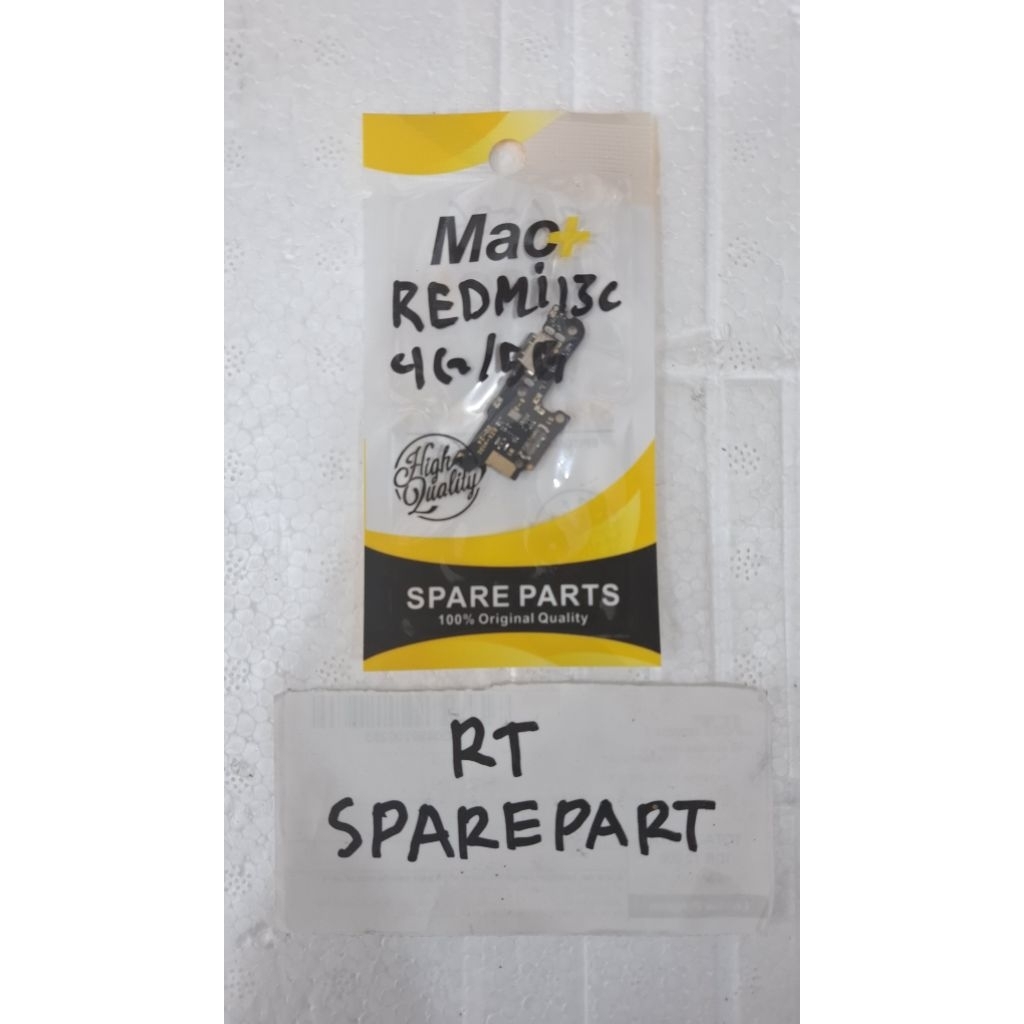 Mac+
REDMi 13C
4G/5G
High
Quality
SPARE PARTS
100% Original Quality
RT
SPAREPART